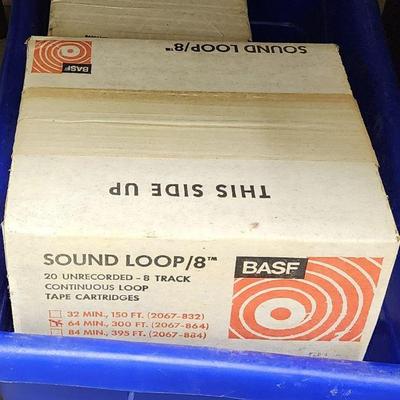 SOUND LOOP/8™
BASF
THIS SIDE UP
SOUND LOOP/8™
20 UNRECORDED - 8 TRACK
CONTINUOUS LOOP
TAPE CARTRIDGES
32 MIN., 150 FT. (2067-832)
64 MIN., 300 FT. (2067-864)
84 MIN., 395 FT. (2067-884)
BASF